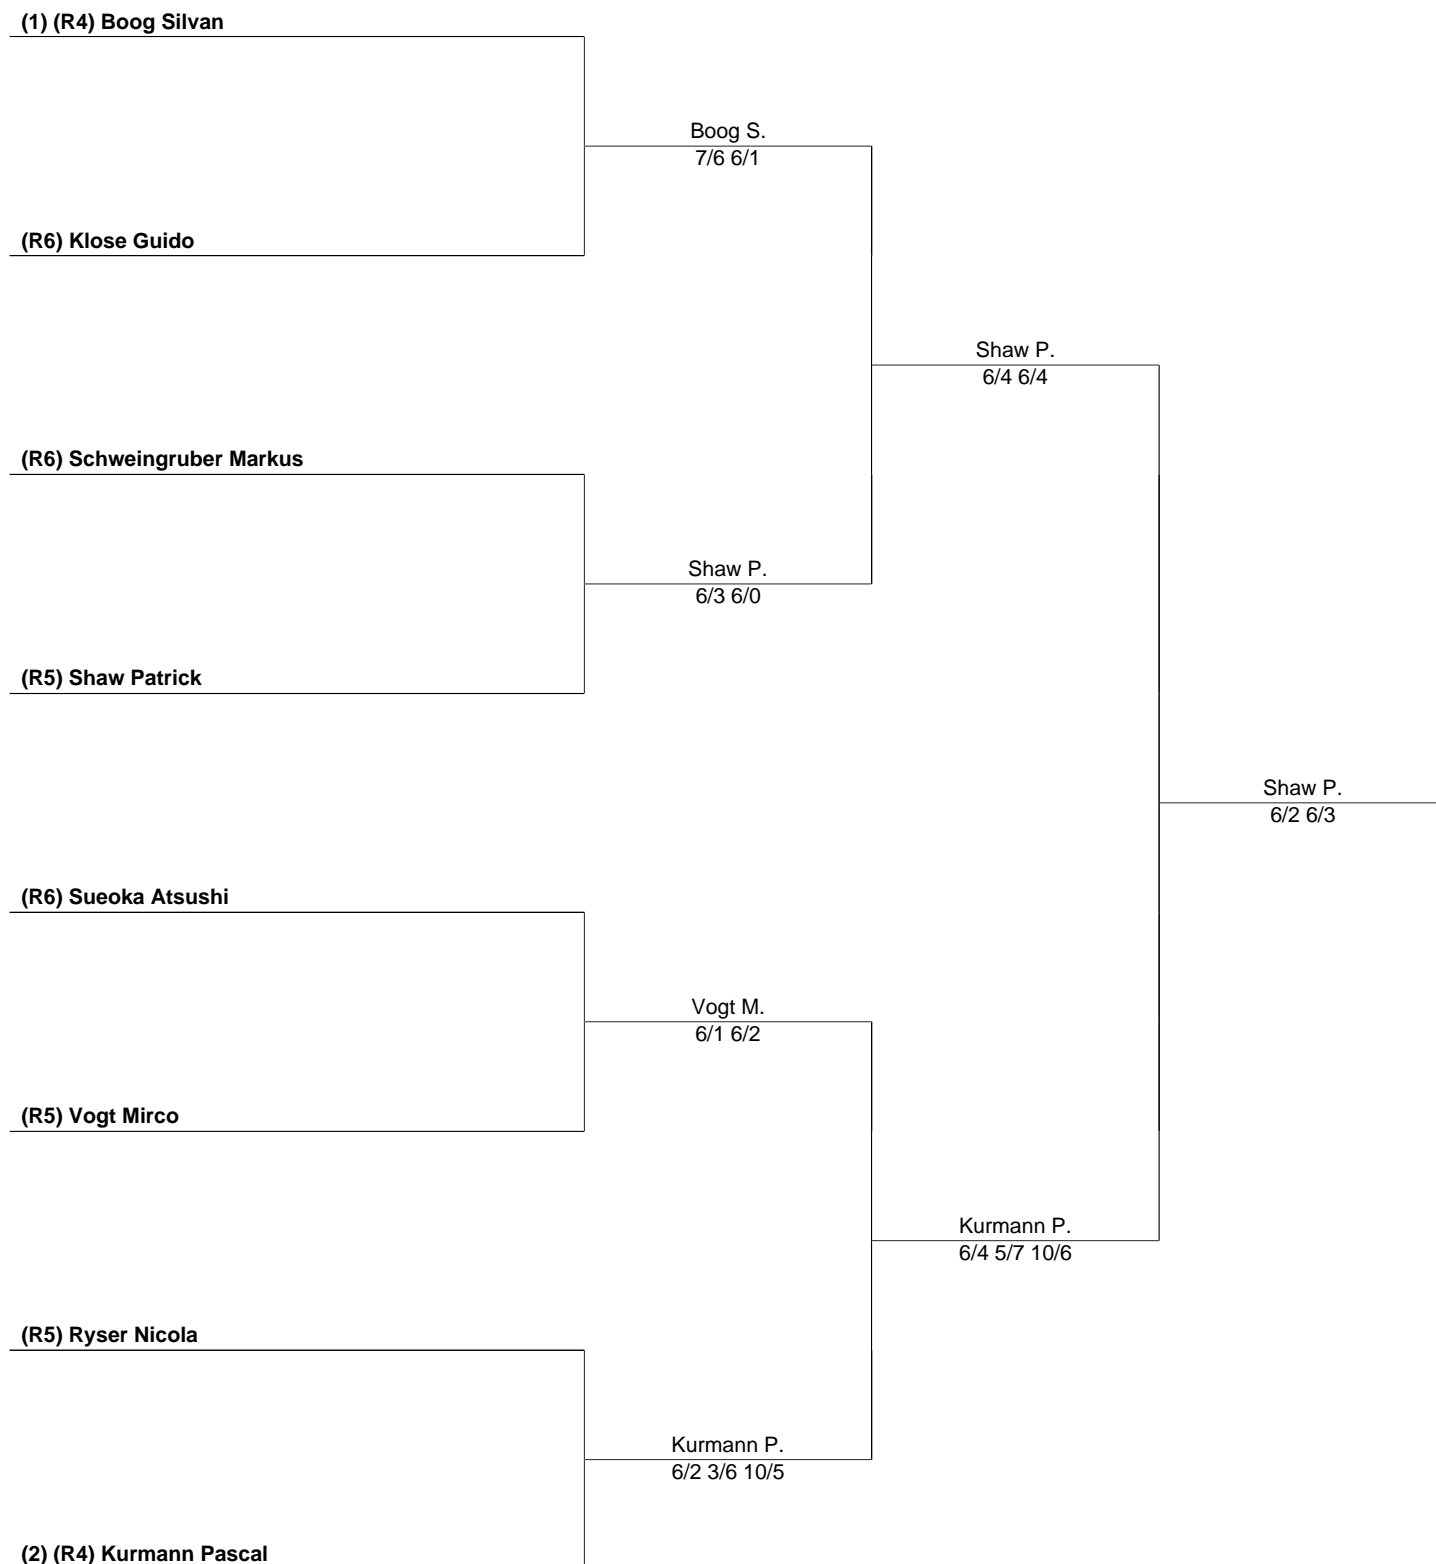 (1) (R4) Boog Silvan
Boog S.
7/6 6/1
(R6) Klose Guido
Shaw P.
6/4 6/4
(R6) Schweingruber Markus
Shaw P.
6/3 6/0
(R5) Shaw Patrick
Shaw P.
6/2 6/3
(R6) Sueoka Atsushi
Vogt M.
6/1 6/2
(R5) Vogt Mirco
Kurmann P.
6/4 5/7 10/6
(R5) Ryser Nicola
Kurmann P.
6/2 3/6 10/5
(2) (R4) Kurmann Pascal